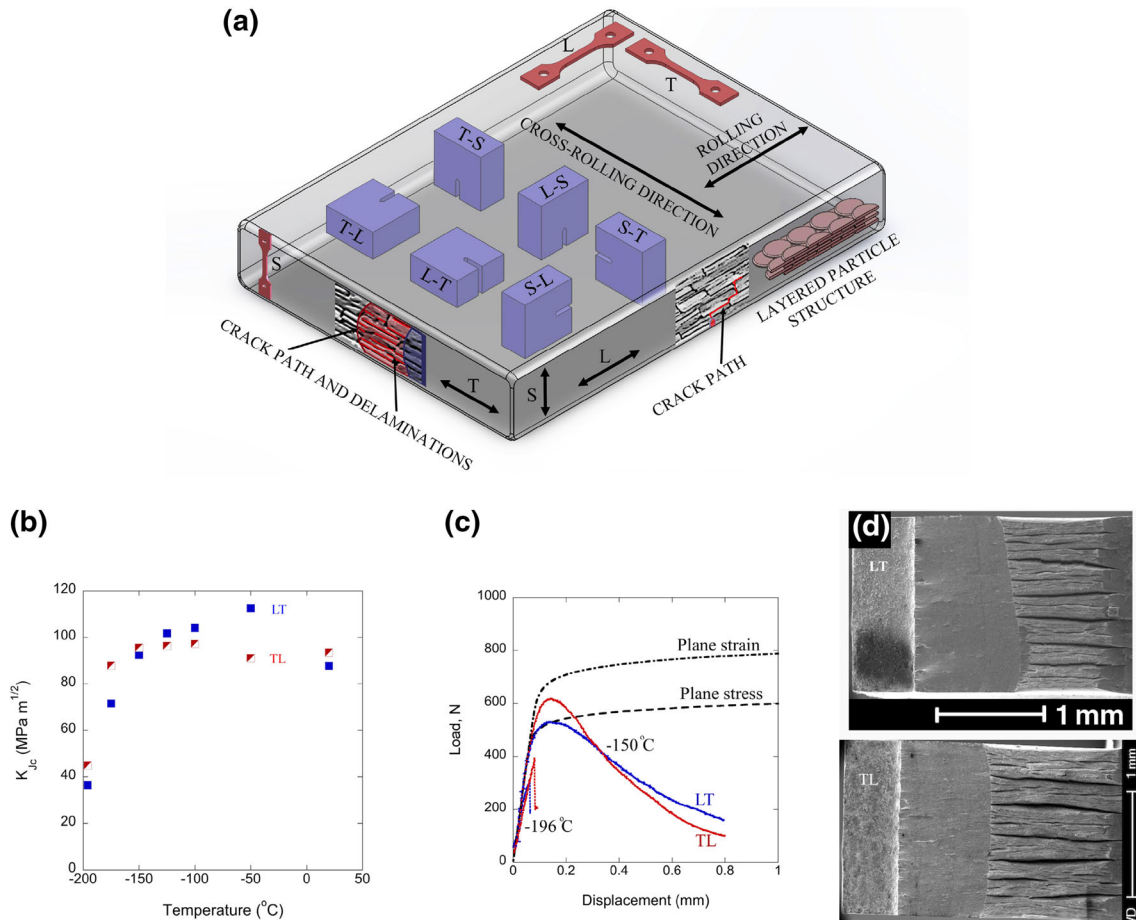 (a)
L
T
T-S
CROSS-ROLLING DIRECTION
ROLLING
DIRECTION
L-S
T-L
S-T
L-T
S
S-L
LAYERED PARTICLE
STRUCTURE
CRACK PATH AND DELAMINATIONS
T
S
L
CRACK PATH
(b)
K_Jc (MPa m^1/2)
120
100
80
60
40
20
0
-200
-150
-100
-50
0
50
Temperature (°C)
LT
TL
(c)
Load, N
1000
800
600
400
200
0
0
0.2
0.4
0.6
0.8
1
Displacement (mm)
Plane strain
Plane stress
-150°C
-196°C
LT
TL
(d)
LT
1 mm
TL
1 mm